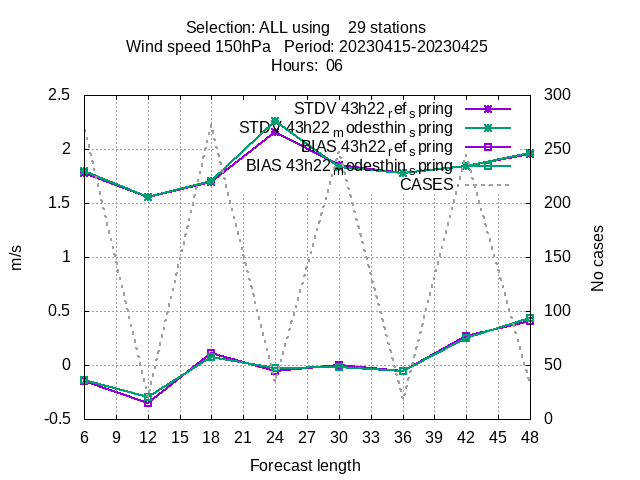 Selection: ALL using    29 stations
Wind speed 150hPa   Period: 20230415-20230425
Hours:  06
2.5
2
1.5
1
0.5
0
-0.5
m/s
STDV 43h22_ref_spring
STDV 43h22_modesthin_spring
BIAS 43h22_ref_spring
BIAS 43h22_modesthin_spring
CASES
300
250
200
150
100
50
0
No cases
6 9 12 15 18 21 24 27 30 33 36 39 42 45 48
Forecast length